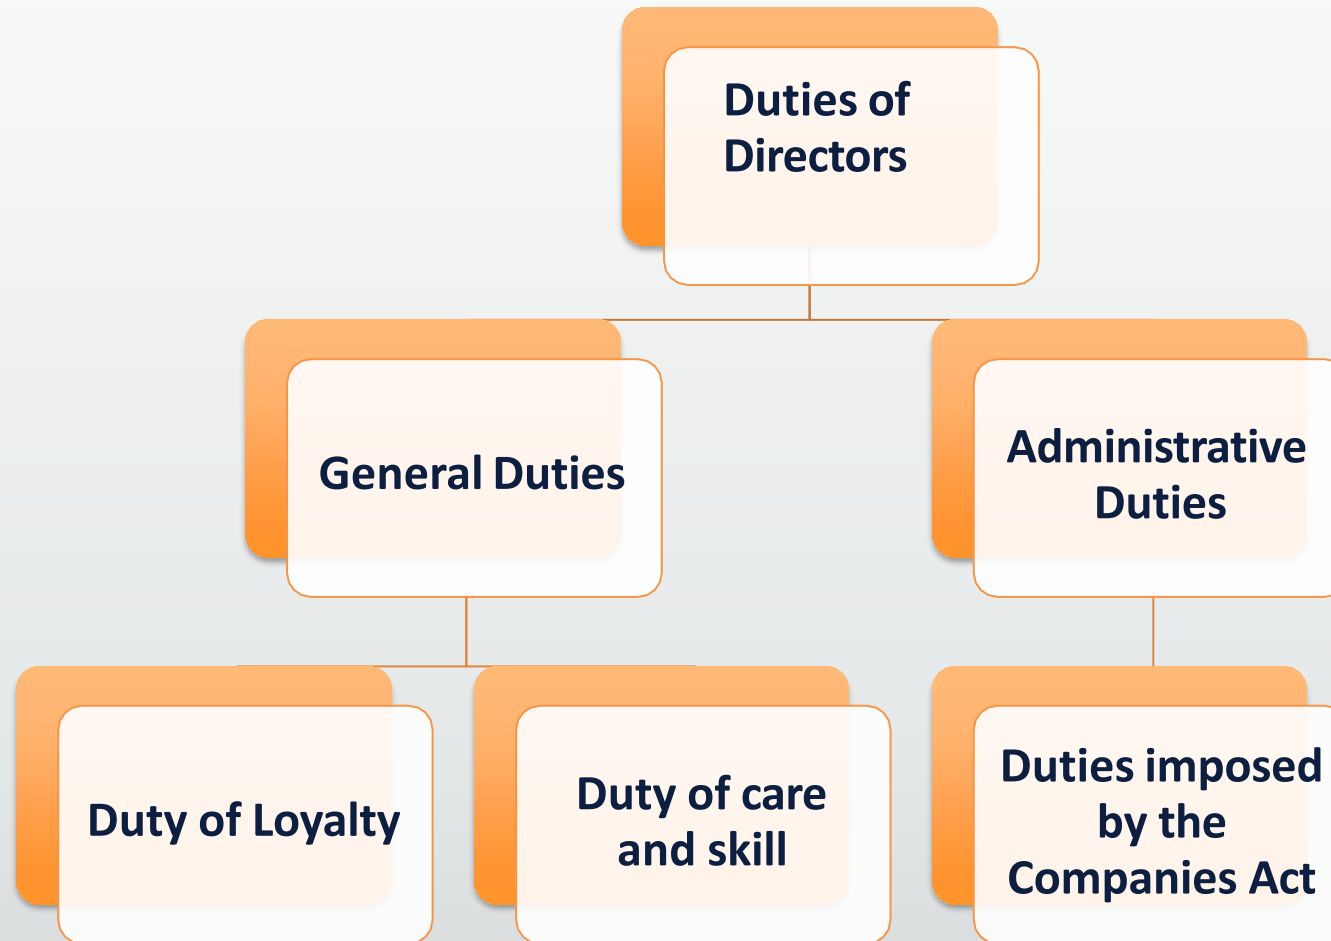 Duties of
Directors
General Duties
Administrative
Duties
Duty of Loyalty
Duty of care
and skill
Duties imposed
by the
Companies Act